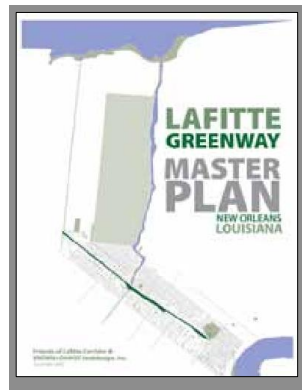 LAFITTE
GREENWAY
MASTER
PLAN
NEW ORLEANS
LOUISIANA
Friends of Lafitte Corridor &